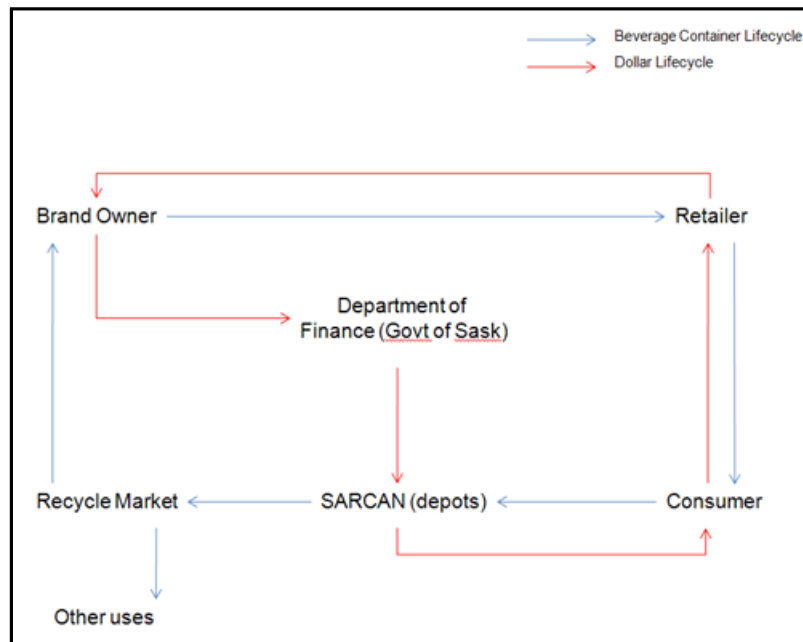 Beverage Container Lifecycle
Dollar Lifecycle
Brand Owner
Retailer
Department of
Finance (Govt of Sask)
Recycle Market
SARCAN (depots)
Consumer
Other uses